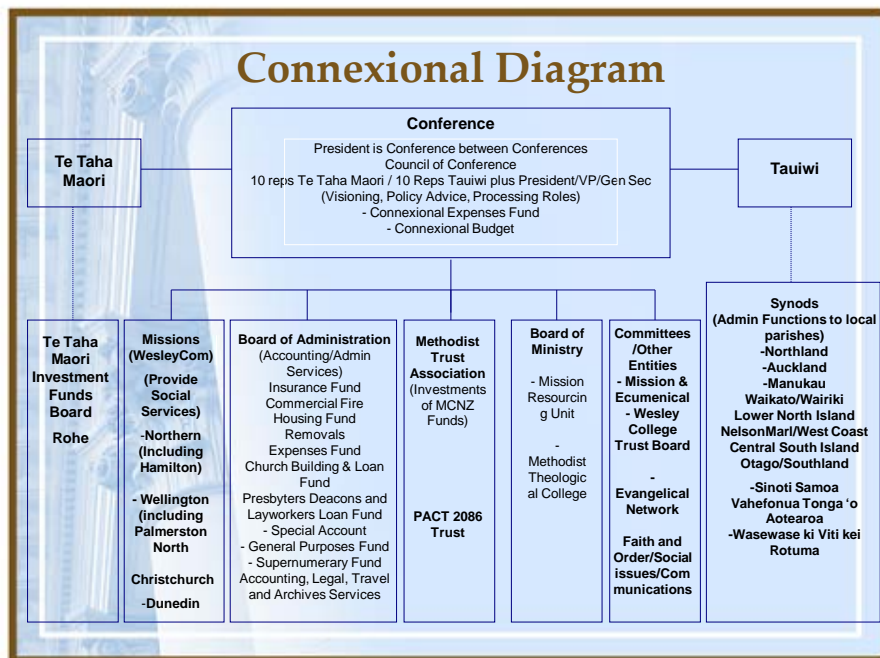 Connexional Diagram
Conference
President is Conference between Conferences
Council of Conference
10 reps Te Taha Maori / 10 Reps Tauiwi plus President/VP/Gen Sec
(Visioning, Policy Advice, Processing Roles)
- Connexional Expenses Fund
- Connexional Budget
Te Taha
Maori
Tauiwi
Te Taha
Maori
Investment
Funds
Board
Rohe
Missions
(WesleyCom)
(Provide
Social
Services)
-Northern
(Including
Hamilton)
- Wellington
(including
Palmerston
North
Christchurch
-Dunedin
Board of Administration
(Accounting/Admin
Services)
Insurance Fund
Commercial Fire
Housing Fund
Removals
Expenses Fund
Church Building & Loan
Fund
Presbyters Deacons and
Layworkers Loan Fund
- Special Account
- General Purposes Fund
- Supernumerary Fund
Accounting, Legal, Travel
and Archives Services
Methodist
Trust
Association
(Investments
of MCNZ
Funds)
PACT 2086
Trust
Board of
Ministry
- Mission
Resourcin
g Unit
-
Methodist
Theologic
al College
Committees
/Other
Entities
- Mission &
Ecumenical
- Wesley
College
Trust Board
-
Evangelical
Network
Faith and
Order/Social
issues/Com
munications
Synods
(Admin Functions to local
parishes)
-Northland
-Auckland
-Manukau
Waikato/Wairiki
Lower North Island
NelsonMarl/West Coast
Central South Island
Otago/Southland
-Sinoti Samoa
Vahefonua Tonga ‘o
Aotearoa
-Wasewase ki Viti kei
Rotuma